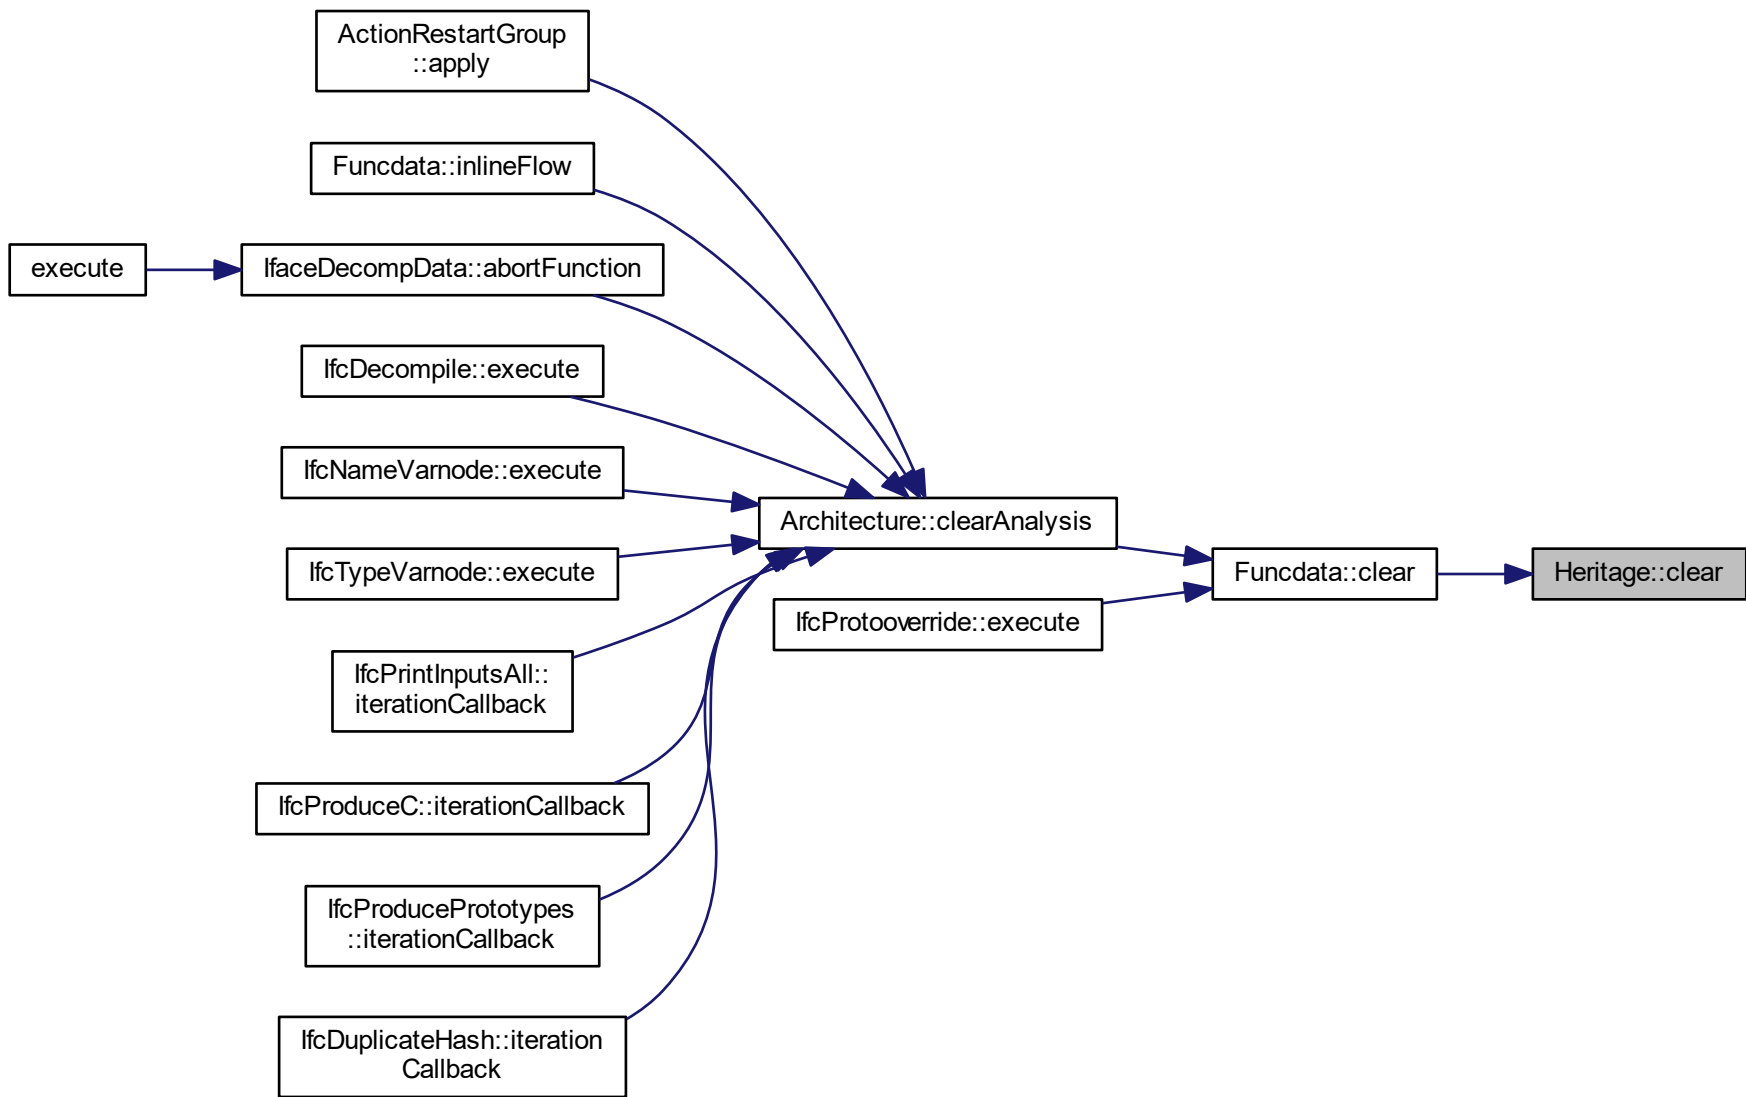 ActionRestartGroup
::apply
Funcdata::inlineFlow
execute
IfaceDecompData::abortFunction
IfcDecompile::execute
IfcNameVarnode::execute
Architecture::clearAnalysis
IfcTypeVarnode::execute
Funcdata::clear
Heritage::clear
IfcProtooverride::execute
IfcPrintInputsAll::
iterationCallback
IfcProduceC::iterationCallback
IfcProducePrototypes
::iterationCallback
IfcDuplicateHash::iteration
Callback